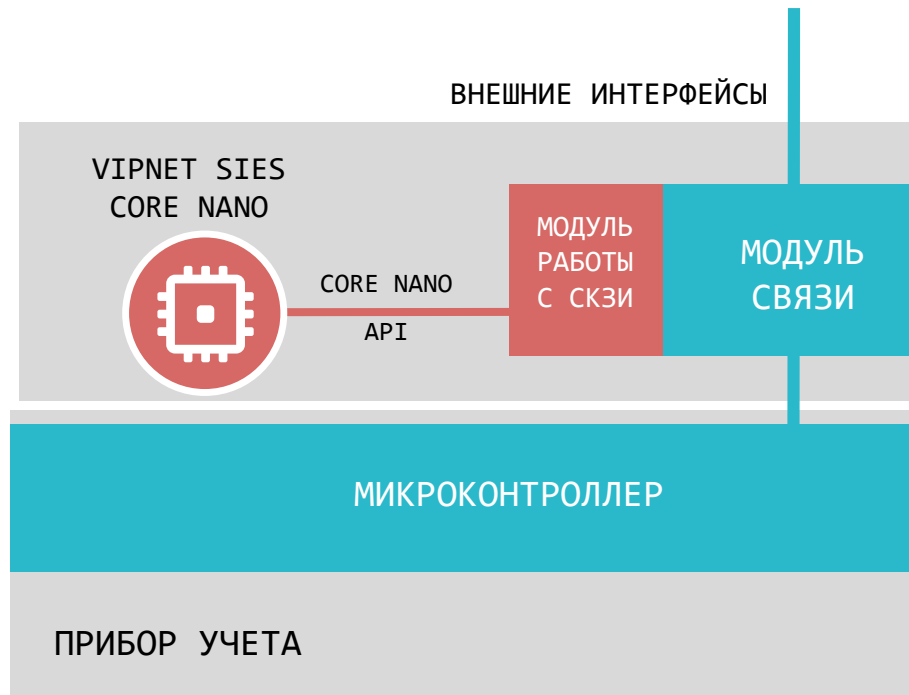 ВНЕШНИЕ ИНТЕРФЕЙСЫ
VIPNET SIES
CORE NANO
CORE NANO
API
МОДУЛЬ
РАБОТЫ
С СКЗИ
МОДУЛЬ
СВЯЗИ
МИКРОКОНТРОЛЛЕР
ПРИБОР УЧЕТА